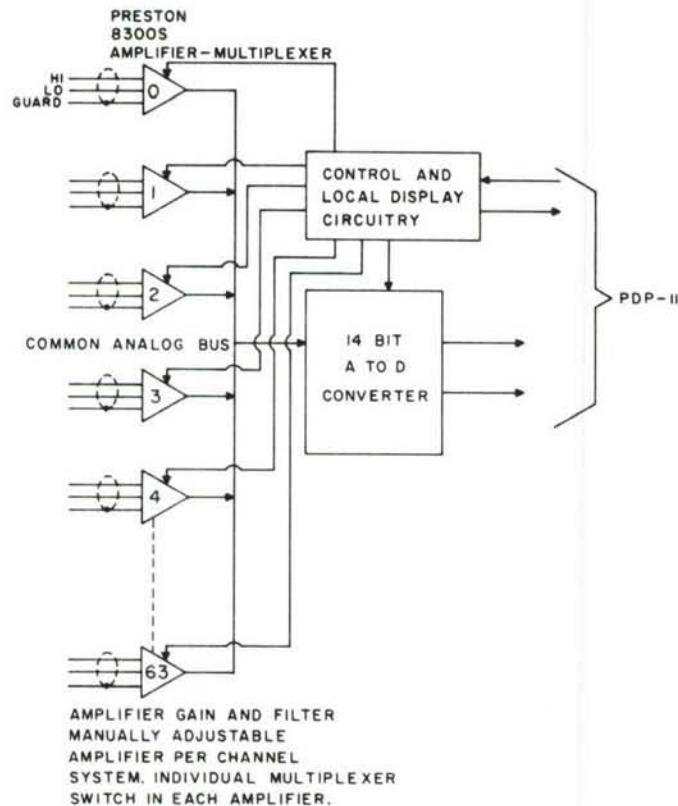 PRESTON
8300S
AMPLIFIER-MULTIPLEXER
HI
LO
GUARD
0
1
CONTROL AND
LOCAL DISPLAY
CIRCUITRY
2
PDP-11
COMMON ANALOG BUS
14 BIT
A TO D
CONVERTER
3
4
63
AMPLIFIER GAIN AND FILTER
MANUALLY ADJUSTABLE
AMPLIFIER PER CHANNEL
SYSTEM. INDIVIDUAL MULTIPLEXER
SWITCH IN EACH AMPLIFIER.